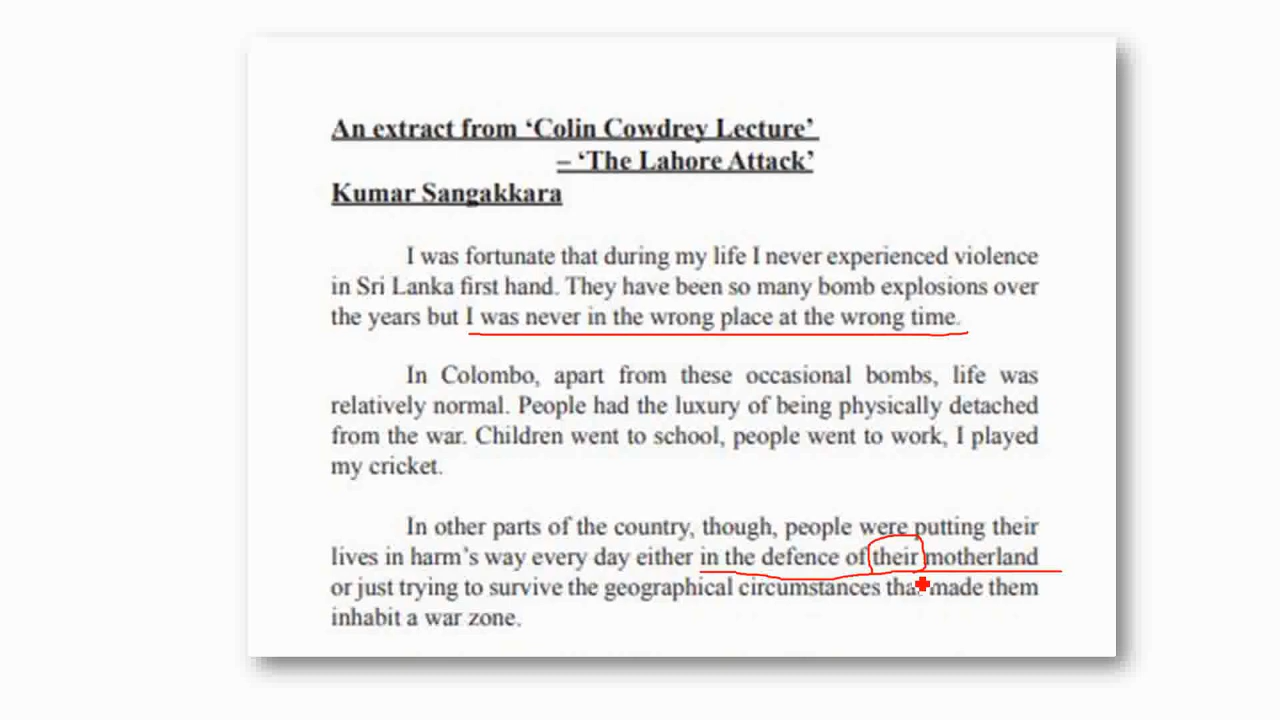 An extract from ‘Colin Cowdrey Lecture’
– ‘The Lahore Attack’
Kumar Sangakkara
I was fortunate that during my life I never experienced violence
in Sri Lanka first hand. They have been so many bomb explosions over
the years but I was never in the wrong place at the wrong time.
In Colombo, apart from these occasional bombs, life was
relatively normal. People had the luxury of being physically detached
from the war. Children went to school, people went to work, I played
my cricket.
In other parts of the country, though, people were putting their
lives in harm’s way every day either in the defence of their motherland
or just trying to survive the geographical circumstances that made them
inhabit a war zone.